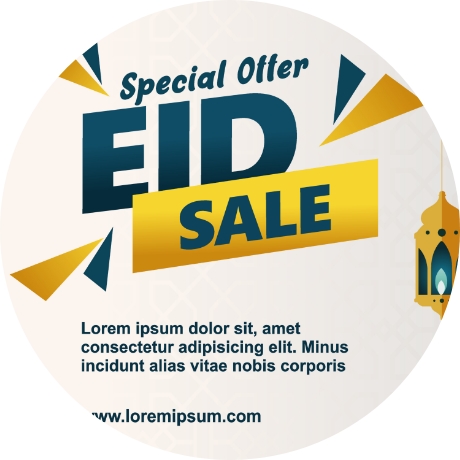 Special Offer
EID
SALE
Lorem ipsum dolor sit, amet
consectetur adipisicing elit. Minus
incidunt alias vitae nobis corporis
www.loremipsum.com